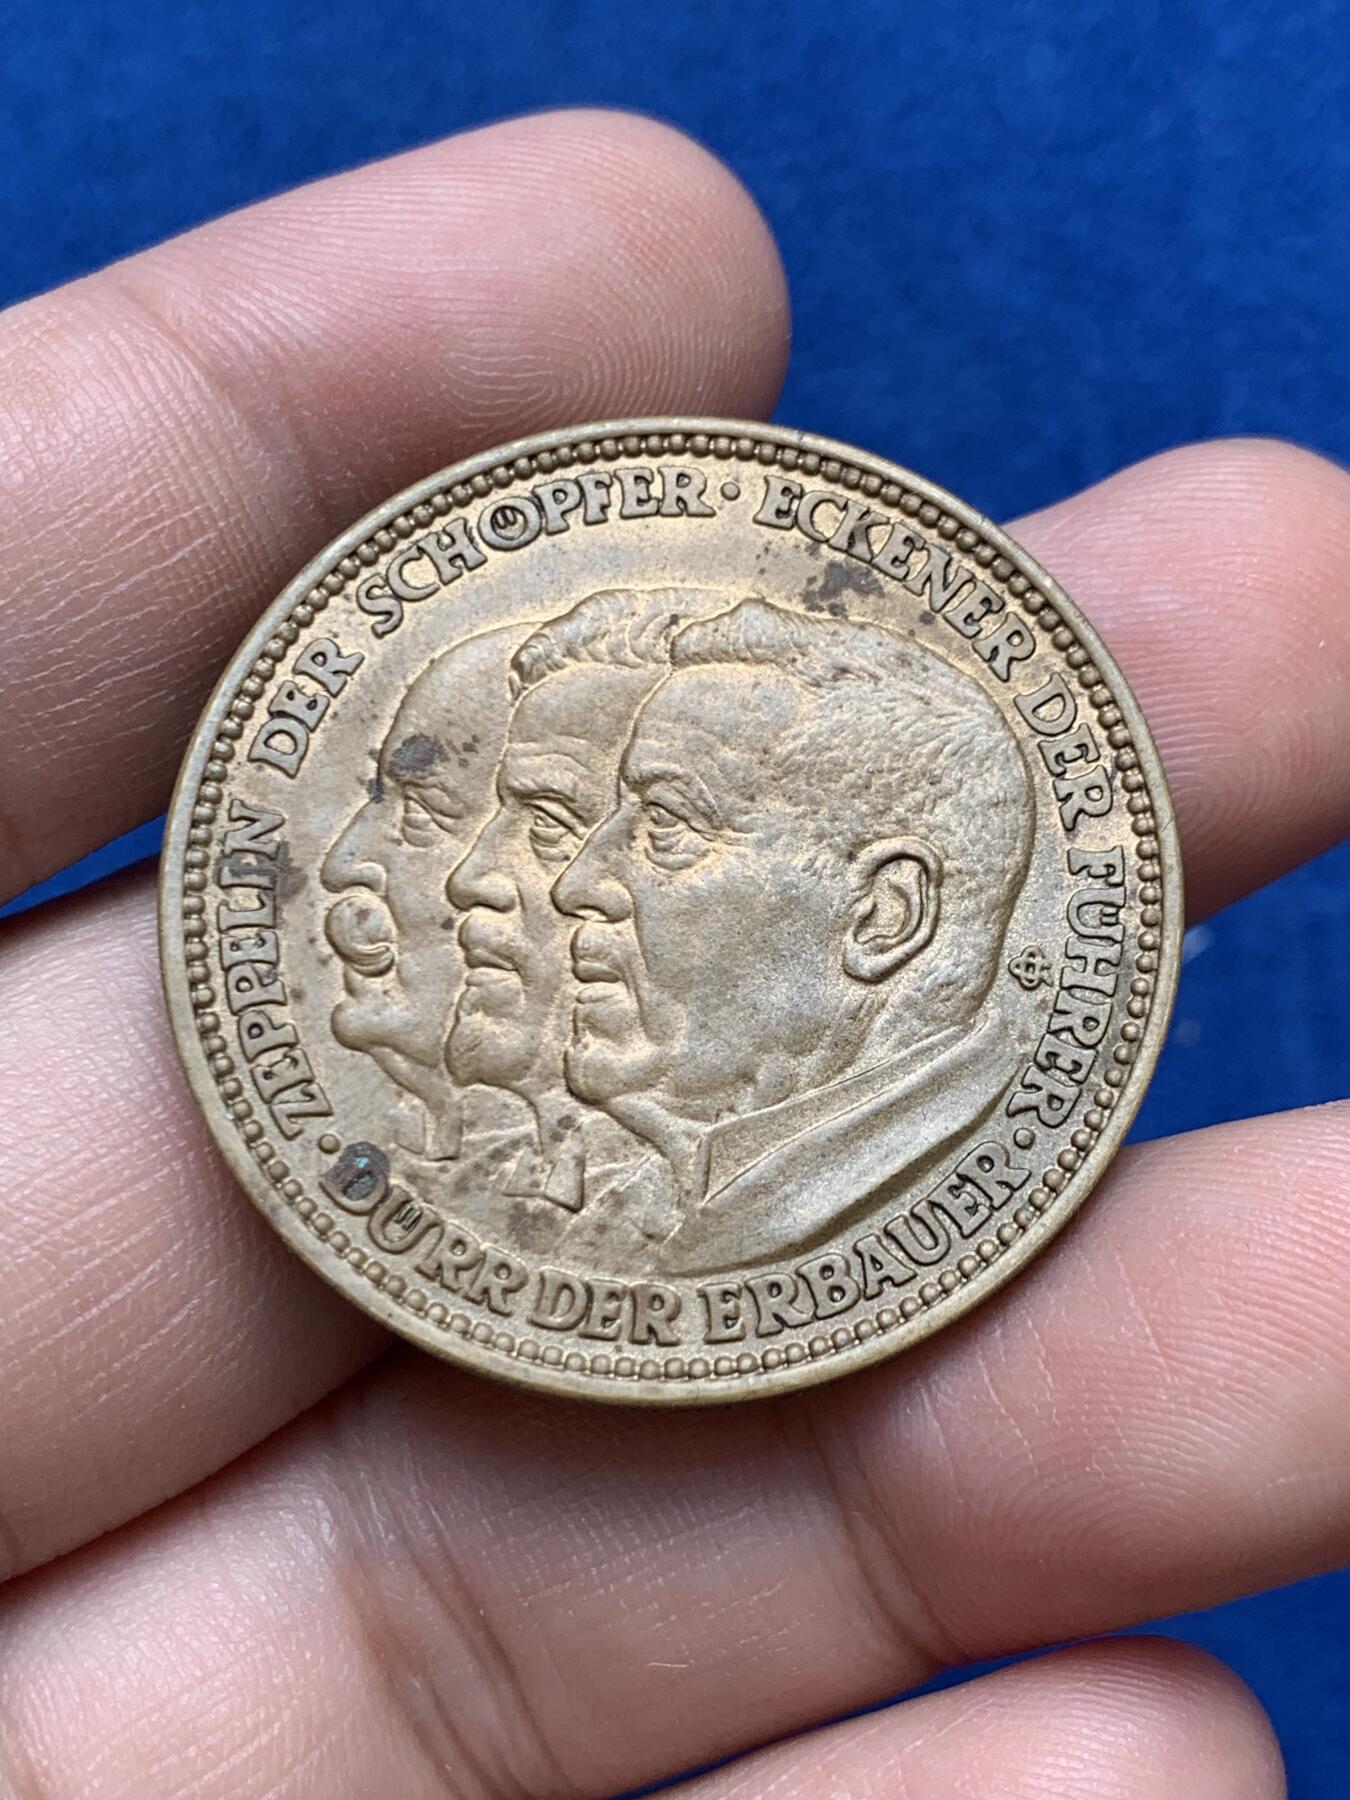 ZEPPELIN DER SCHÖPFER · ECKENER DER FÜHRER · DÜRR DER ERBAUER ·